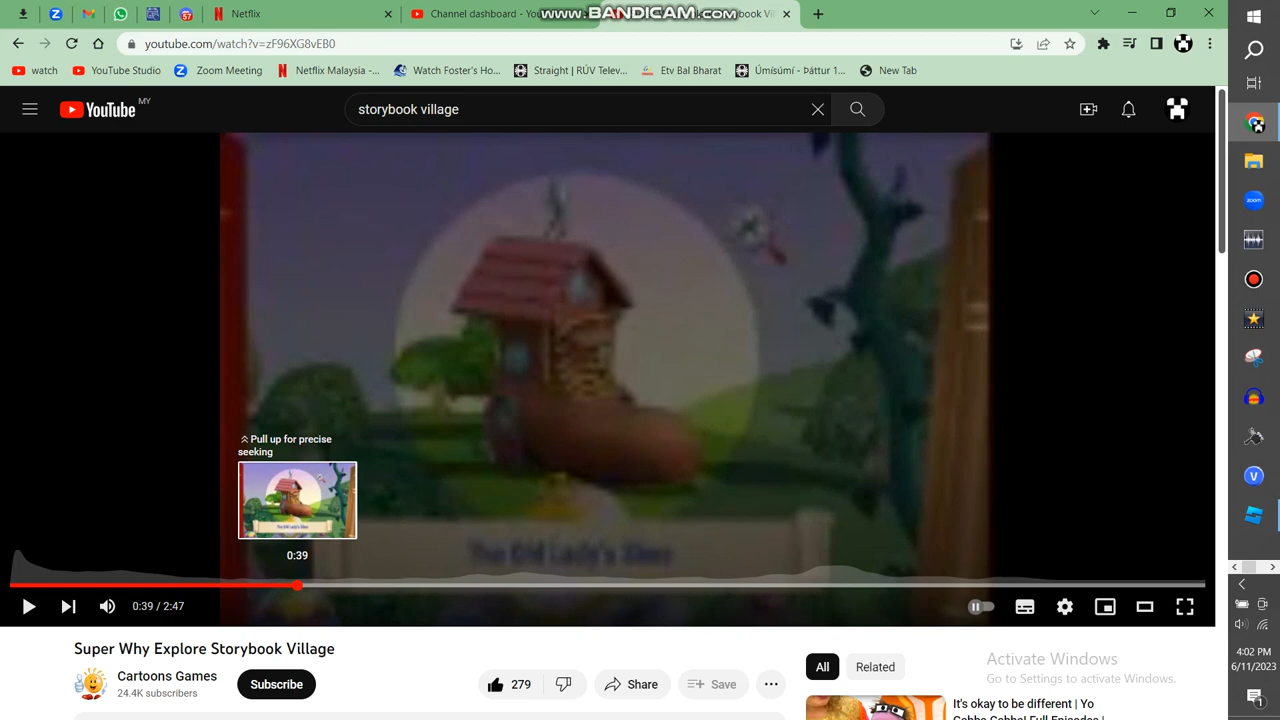 Netflix
Channel dashboard - You
www.BANDICAM.com
Storybook Vil
youtube.com/watch?v=zF96XG8vEB0
watch
YouTube Studio
Zoom Meeting
Netflix Malaysia -...
Watch Foster's Ho...
Straight | RÚV Telev...
Etv Bal Bharat
Úmísúmí - Þáttur 1...
New Tab
YouTube MY
storybook village
Pull up for precise
seeking
The Old Lady's Shoe
0:39
0:39 / 2:47
Super Why Explore Storybook Village
Cartoons Games
24.4K subscribers
Subscribe
279
Share
Save
All
Related
It's okay to be different | Yo
Gabba Gabba! Full Episodes |
Activate Windows
Go to Settings to activate Windows.
zoom
4:02 PM
6/11/2023